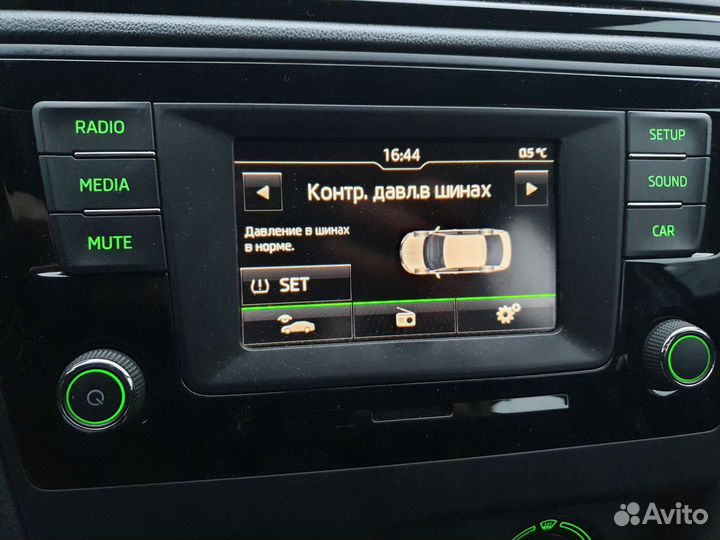 RADIO
MEDIA
MUTE
16:44
0.5 °C
Контр. давл.в шинах
Давление в шинах
в норме.
SET
SETUP
SOUND
CAR
Avito